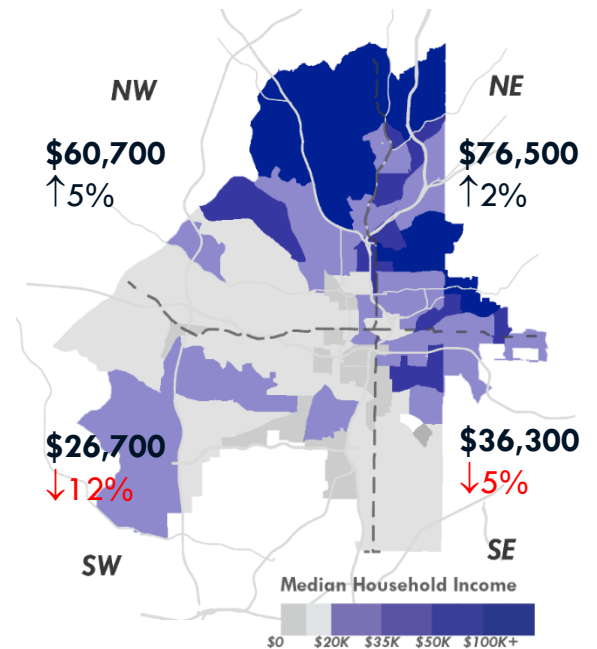 NW
NE
$60,700
↑5%
$76,500
↑2%
$26,700
↓12%
$36,300
↓5%
SW
SE
Median Household Income
$0 $20K $35K $50K $100K+